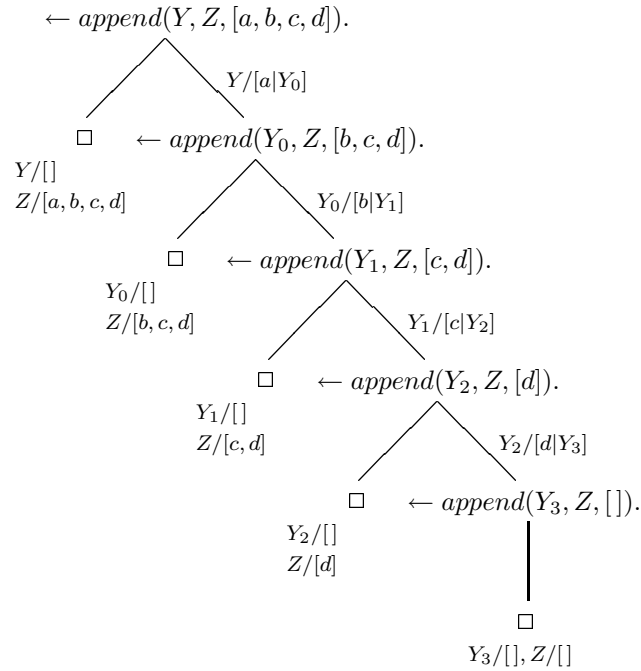 ← append(Y, Z, [a, b, c, d]).
Y/[a|Y₀]
□ ← append(Y₀, Z, [b, c, d]).
Y/[ ]
Z/[a, b, c, d]
Y₀/[b|Y₁]
□ ← append(Y₁, Z, [c, d]).
Y₀/[ ]
Z/[b, c, d]
Y₁/[c|Y₂]
□ ← append(Y₂, Z, [d]).
Y₁/[ ]
Z/[c, d]
Y₂/[d|Y₃]
□ ← append(Y₃, Z, [ ]).
Y₂/[ ]
Z/[d]
□
Y₃/[ ], Z/[ ]